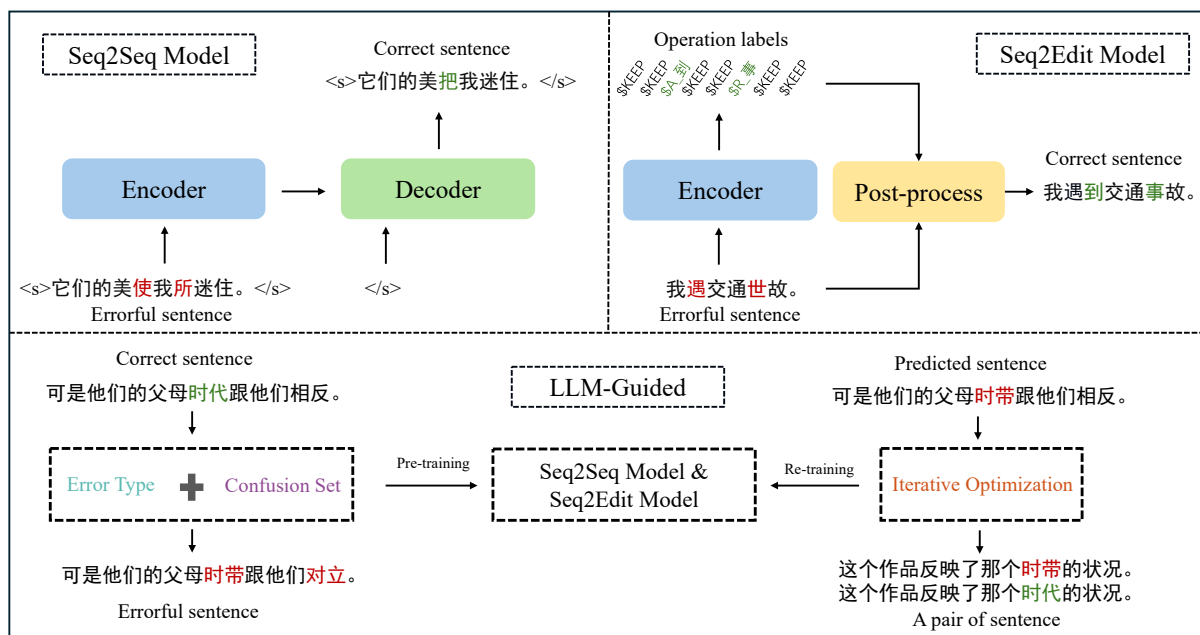 Seq2Seq Model
Correct sentence
<s>它们的美把我迷住。</s>
Encoder
Decoder
<s>它们的美使我所迷住。</s>
</s>
Errorful sentence
Operation labels
Seq2Edit Model
$KEEP
$KEEP
$A_到
$KEEP
$R_事
$KEEP
$KEEP
Encoder
Post-process
Correct sentence
我遇到交通事故。
我遇交通世故。
Errorful sentence
LLM-Guided
Correct sentence
可是他们的父母时代跟他们相反。
Error Type
Confusion Set
可是他们的父母时带跟他们对立。
Errorful sentence
Pre-training
Seq2Seq Model &
Seq2Edit Model
Re-training
Predicted sentence
可是他们的父母时带跟他们相反。
Iterative Optimization
这个作品反映了那个时带的状况。
这个作品反映了那个时代的状况。
A pair of sentence